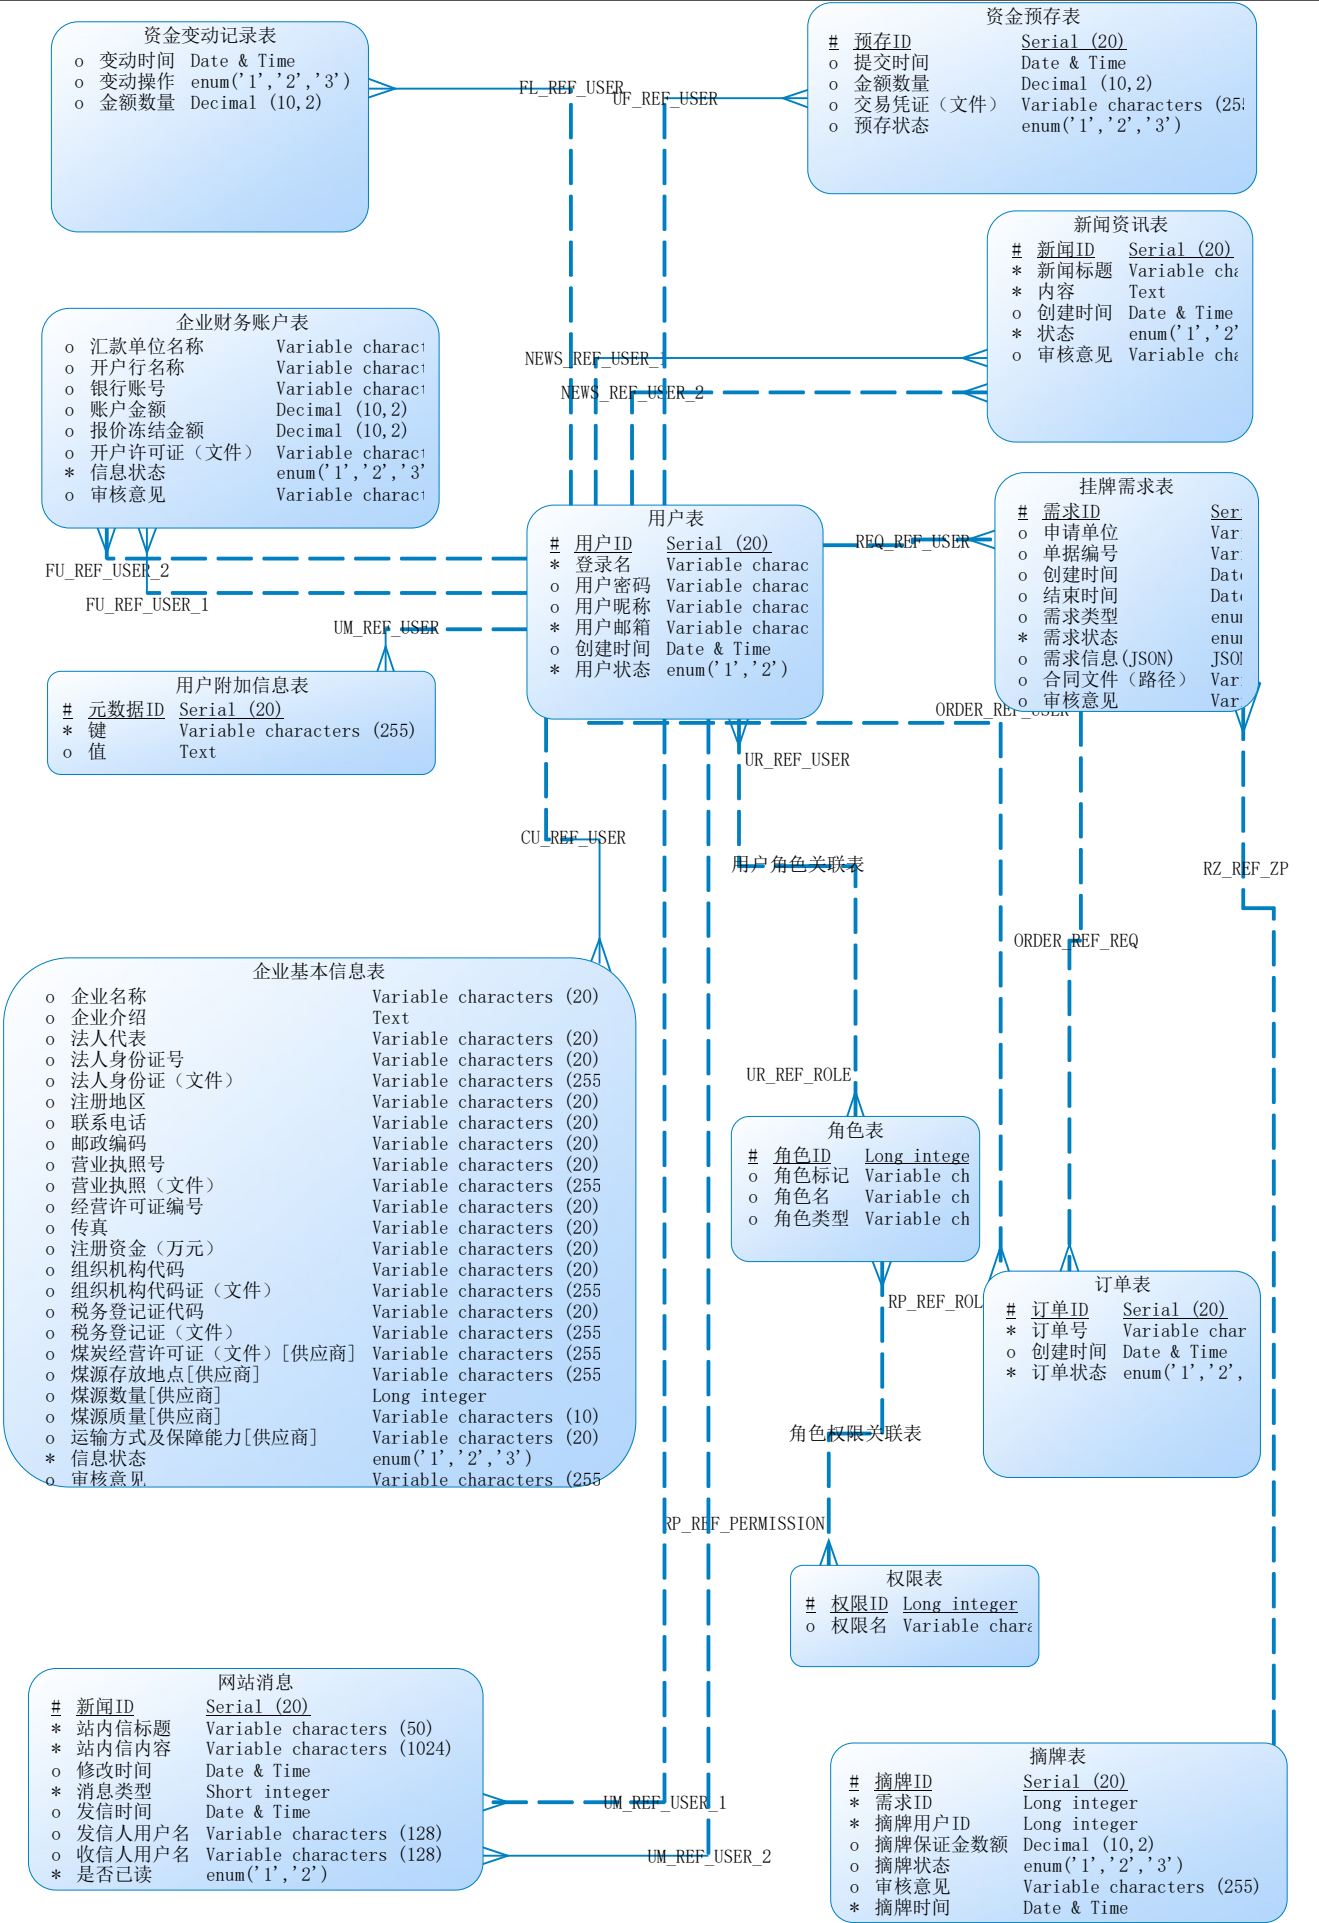 资金变动记录表
o 变动时间 Date & Time
o 变动操作 enum('1','2','3')
o 金额数量 Decimal (10,2)
资金预存表
# 预存ID Serial (20)
o 提交时间 Date & Time
o 金额数量 Decimal (10,2)
o 交易凭证（文件） Variable characters (255
o 预存状态 enum('1','2','3')
FL_REF_USER
UF_REF_USER
新闻资讯表
# 新闻ID Serial (20)
* 新闻标题 Variable cha
* 内容 Text
o 创建时间 Date & Time
* 状态 enum('1','2'
o 审核意见 Variable cha
企业财务账户表
o 汇款单位名称 Variable charact
o 开户行名称 Variable charact
o 银行账号 Variable charact
o 账户金额 Decimal (10,2)
o 报价冻结金额 Decimal (10,2)
o 开户许可证（文件） Variable charact
* 信息状态 enum('1','2','3'
o 审核意见 Variable charact
NEWS_REF_USER_1
NEWS_REF_USER_2
用户表
# 用户ID Serial (20)
* 登录名 Variable charac
o 用户密码 Variable charac
o 用户昵称 Variable charac
* 用户邮箱 Variable charac
o 创建时间 Date & Time
* 用户状态 enum('1','2')
REQ_REF_USER
挂牌需求表
# 需求ID Seri
o 申请单位 Vari
o 单据编号 Vari
o 创建时间 Date
o 结束时间 Date
o 需求类型 enum
* 需求状态 enum
o 需求信息(JSON) JSON
o 合同文件（路径） Vari
o 审核意见 Vari
FU_REF_USER_2
FU_REF_USER_1
UM_REF_USER
用户附加信息表
# 元数据ID Serial (20)
* 键 Variable characters (255)
o 值 Text
ORDER_REF_USER
UR_REF_USER
CU_REF_USER
用户角色关联表
RZ_REF_ZP
ORDER_REF_REQ
企业基本信息表
o 企业名称 Variable characters (20)
o 企业介绍 Text
o 法人代表 Variable characters (20)
o 法人身份证号 Variable characters (20)
o 法人身份证（文件） Variable characters (255
o 注册地区 Variable characters (20)
o 联系电话 Variable characters (20)
o 邮政编码 Variable characters (20)
o 营业执照号 Variable characters (20)
o 营业执照（文件） Variable characters (255
o 经营许可证编号 Variable characters (20)
o 传真 Variable characters (20)
o 注册资金（万元） Variable characters (20)
o 组织机构代码 Variable characters (20)
o 组织机构代码证（文件） Variable characters (255
o 税务登记证代码 Variable characters (20)
o 税务登记证（文件） Variable characters (255
o 煤炭经营许可证（文件）[供应商] Variable characters (255
o 煤源存放地点[供应商] Variable characters (255
o 煤源数量[供应商] Long integer
o 煤源质量[供应商] Variable characters (10)
o 运输方式及保障能力[供应商] Variable characters (20)
* 信息状态 enum('1','2','3')
o 审核意见 Variable characters (255
UR_REF_ROLE
角色表
# 角色ID Long intege
o 角色标记 Variable ch
o 角色名 Variable ch
o 角色类型 Variable ch
RP_REF_ROL
订单表
# 订单ID Serial (20)
* 订单号 Variable char
o 创建时间 Date & Time
* 订单状态 enum('1','2',
角色权限关联表
RP_REF_PERMISSION
权限表
# 权限ID Long integer
o 权限名 Variable chara
网站消息
# 新闻ID Serial (20)
* 站内信标题 Variable characters (50)
* 站内信内容 Variable characters (1024)
o 修改时间 Date & Time
* 消息类型 Short integer
o 发信时间 Date & Time
o 发信人用户名 Variable characters (128)
o 收信人用户名 Variable characters (128)
* 是否已读 enum('1','2')
UM_REF_USER_1
UM_REF_USER_2
摘牌表
# 摘牌ID Serial (20)
* 需求ID Long integer
* 摘牌用户ID Long integer
o 摘牌保证金数额 Decimal (10,2)
o 摘牌状态 enum('1','2','3')
o 审核意见 Variable characters (255)
* 摘牌时间 Date & Time